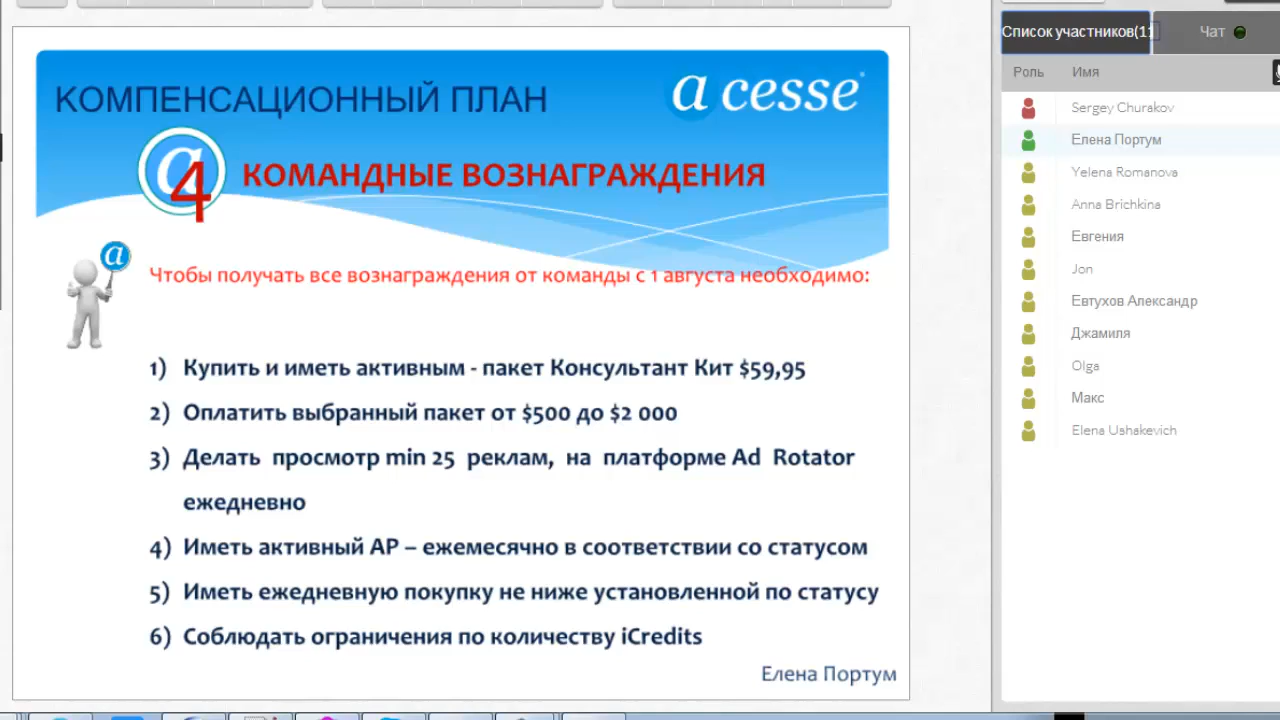 КОМПЕНСАЦИОННЫЙ ПЛАН
a cesse
a
4
КОМАНДНЫЕ ВОЗНАГРАЖДЕНИЯ
a
Чтобы получать все вознаграждения от команды с 1 августа необходимо:
1) Купить и иметь активным - пакет Консультант Кит $59,95
2) Оплатить выбранный пакет от $500 до $2 000
3) Делать просмотр min 25 реклам, на платформе Ad Rotator
ежедневно
4) Иметь активный АР – ежемесячно в соответствии со статусом
5) Иметь ежедневную покупку не ниже установленной по статусу
6) Соблюдать ограничения по количеству iCredits
Елена Портум
Список участников(11
Чат
Роль Имя
Sergey Churakov
Елена Портум
Yelena Romanova
Anna Brichkina
Евгения
Jon
Евтухов Александр
Джамиля
Olga
Макс
Elena Ushakevich